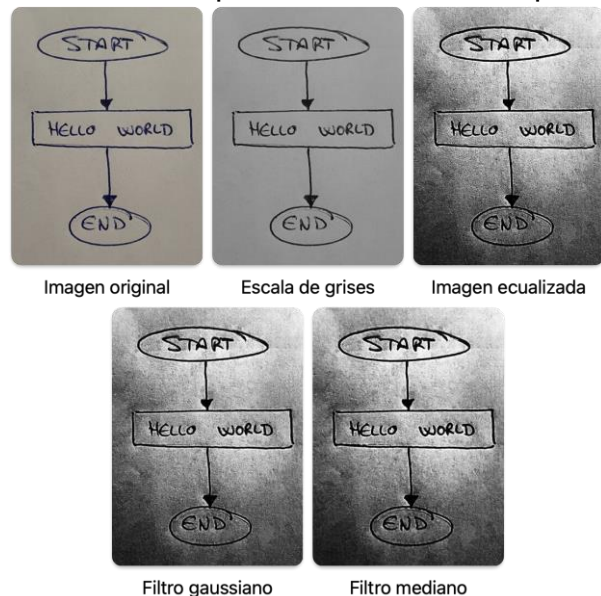 START
HELLO WORLD
END
START
HELLO WORLD
END
START
HELLO WORLD
END
Imagen original
Escala de grises
Imagen ecualizada
START
HELLO WORLD
END
START
HELLO WORLD
END
Filtro gaussiano
Filtro mediano